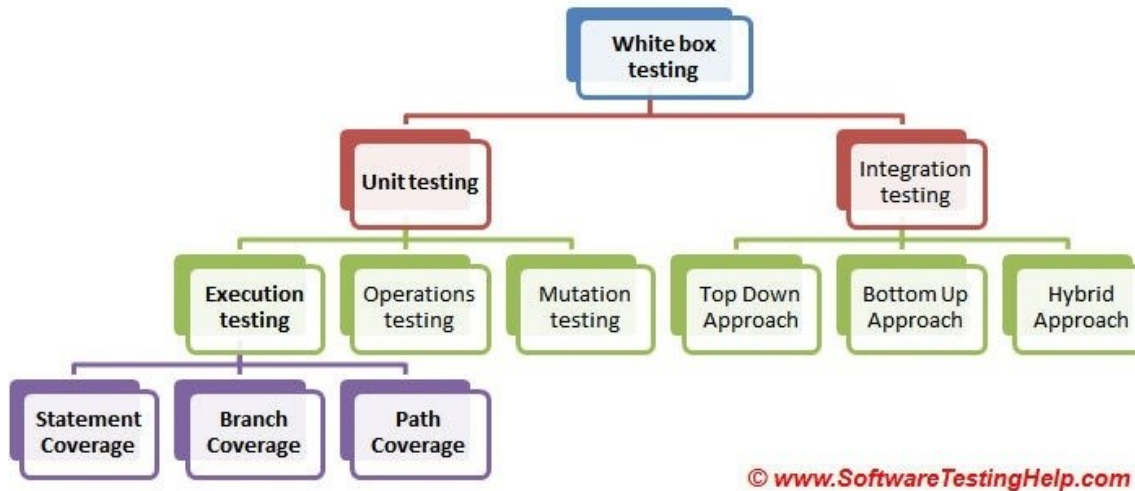 White box
testing
Unit testing
Integration
testing
Execution
testing
Operations
testing
Mutation
testing
Top Down
Approach
Bottom Up
Approach
Hybrid
Approach
Statement
Coverage
Branch
Coverage
Path
Coverage
© www.SoftwareTestingHelp.com